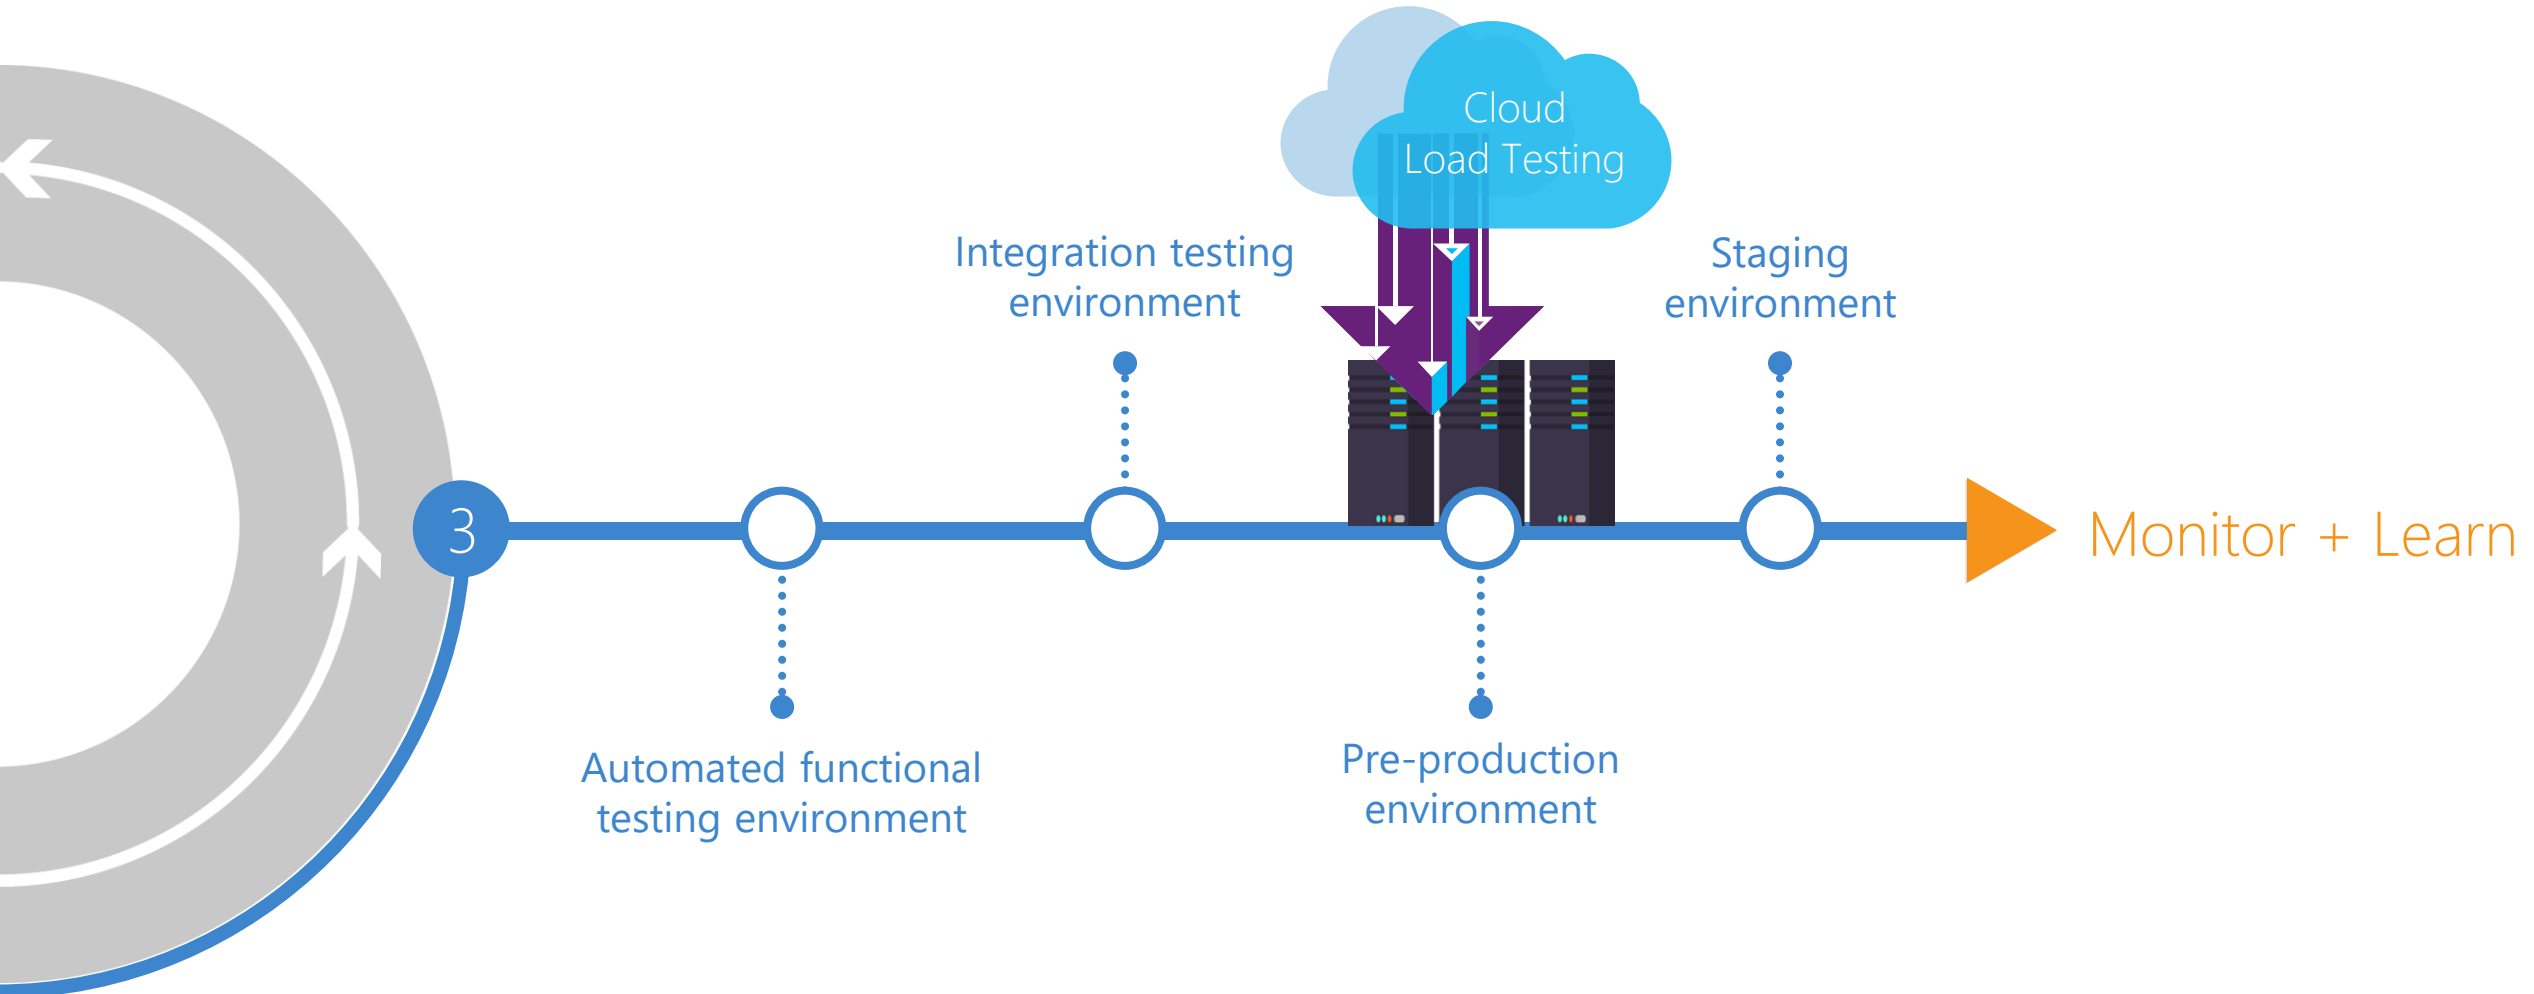 Cloud
Load Testing
Integration testing
environment
Staging
environment
3
Monitor + Learn
Automated functional
testing environment
Pre-production
environment